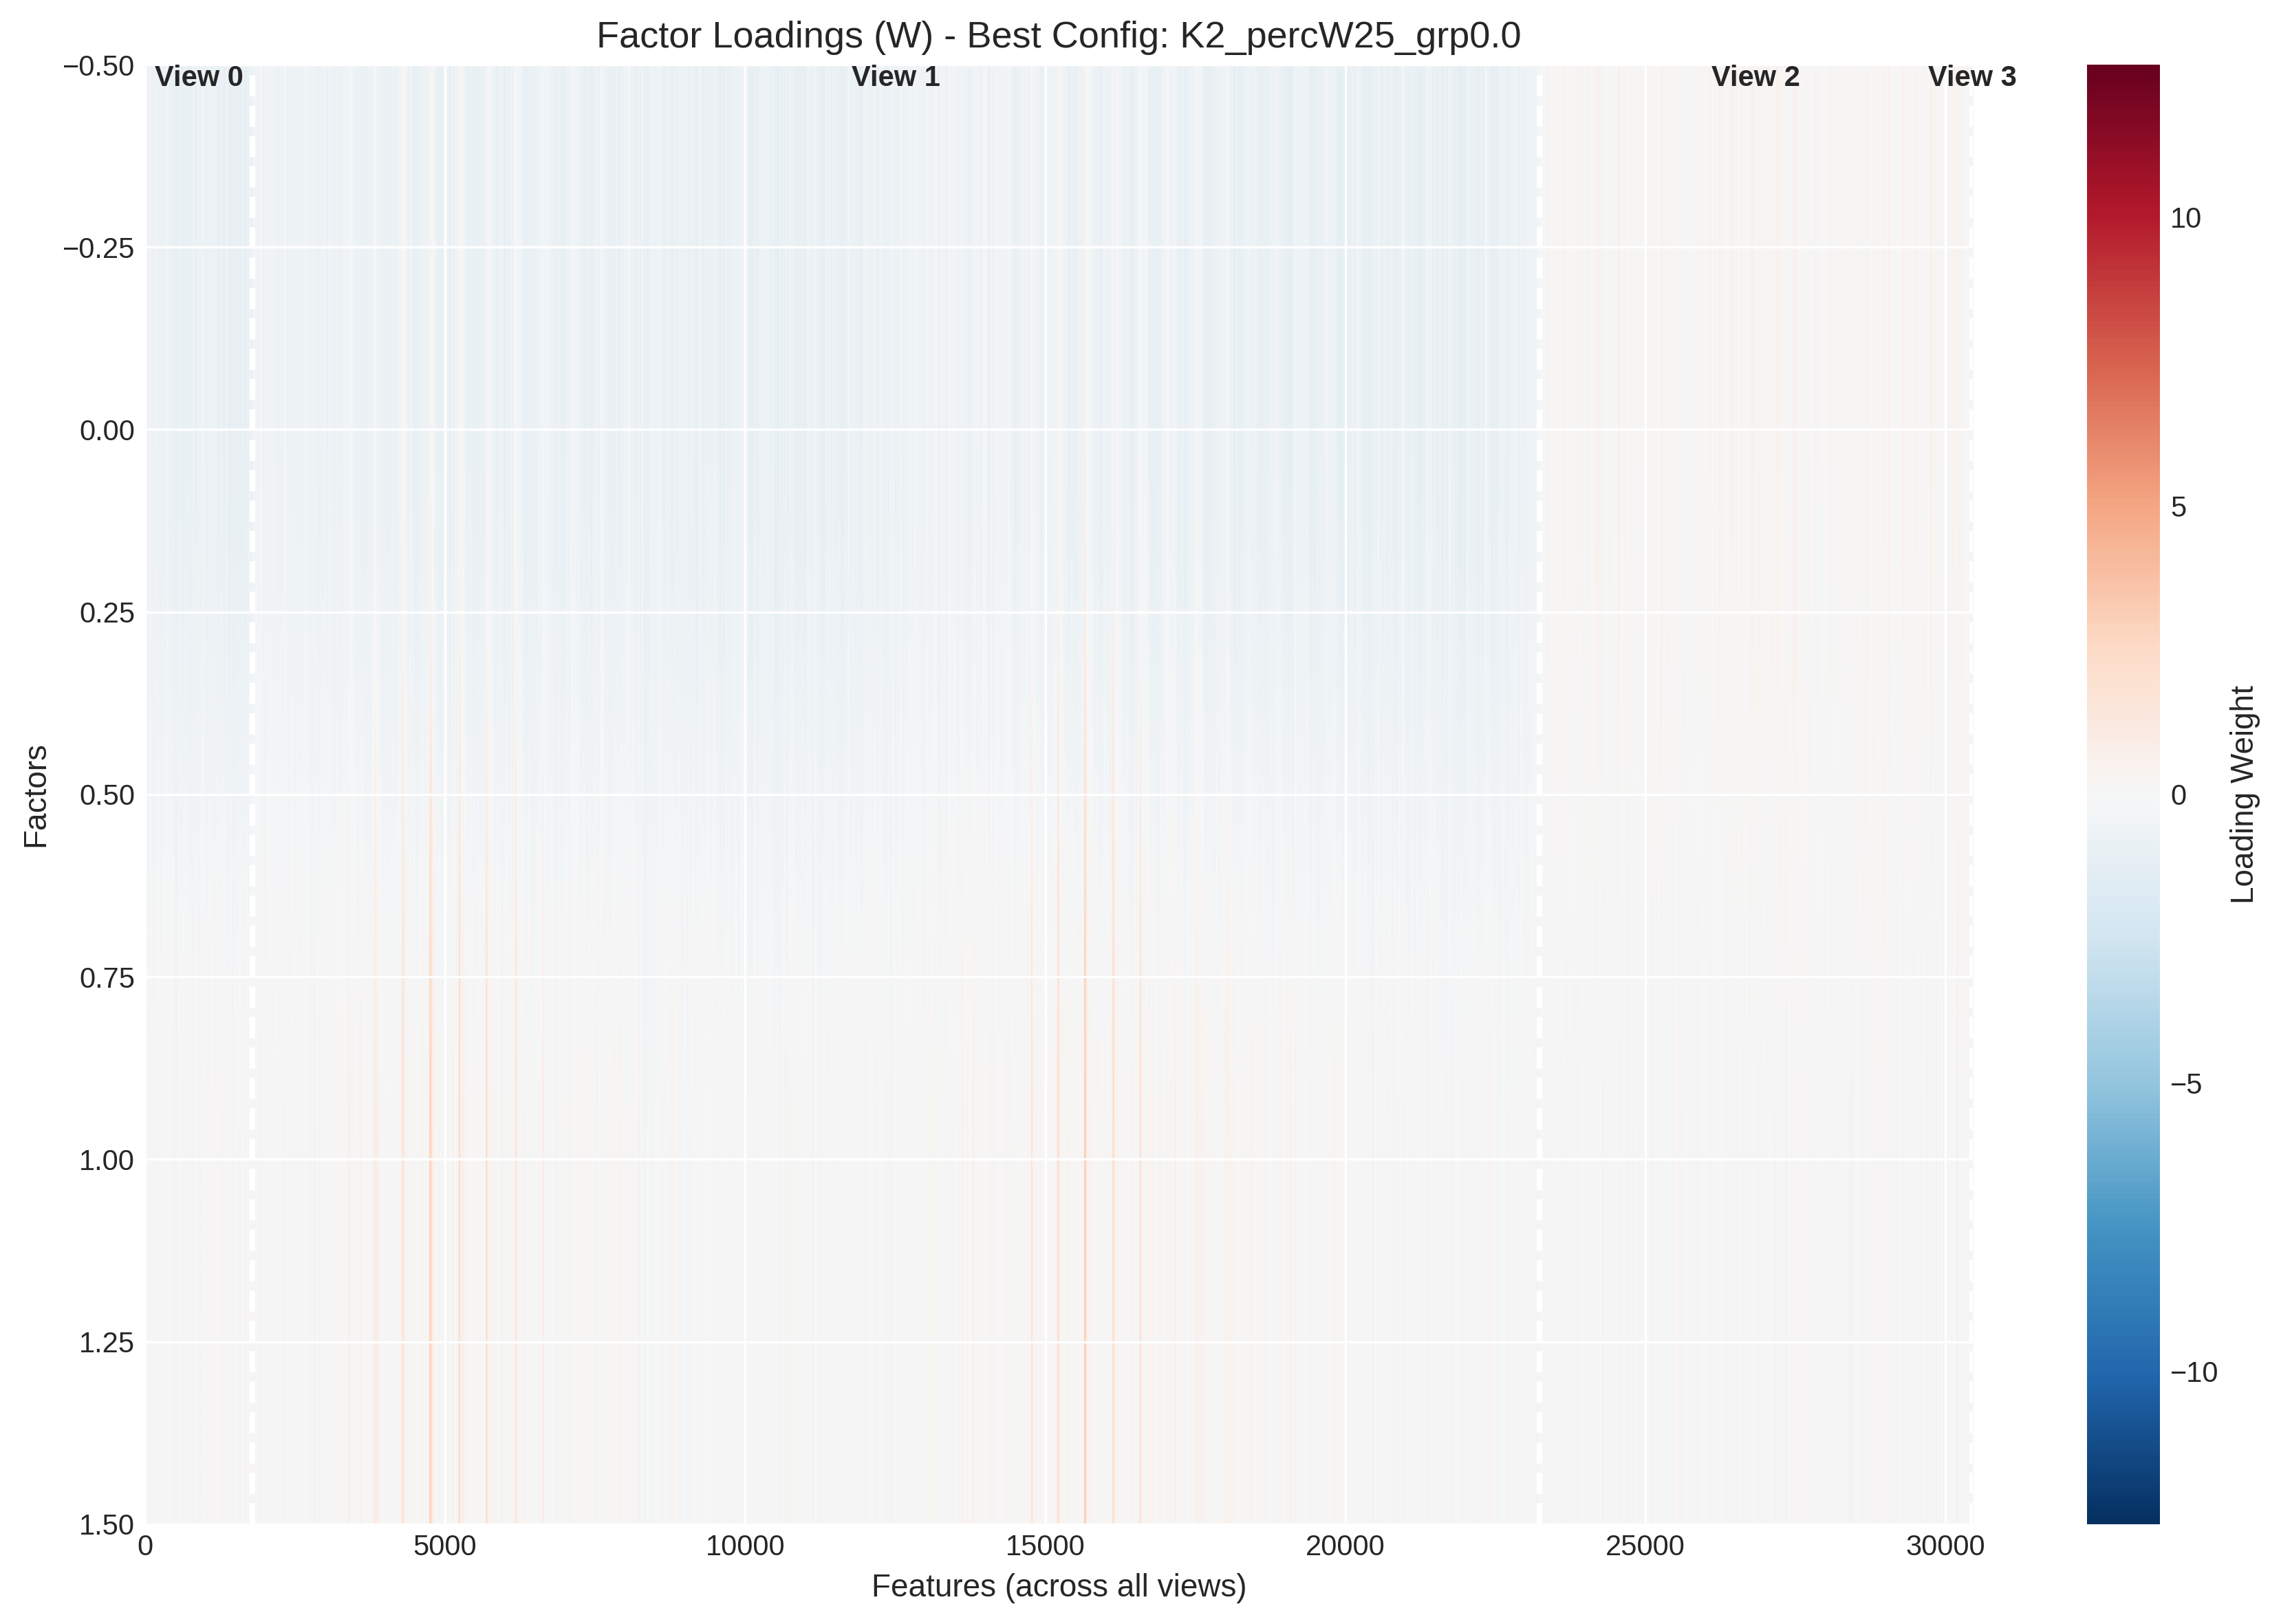 Factor Loadings (W) - Best Config: K2_percW25_grp0.0
View 0
View 1
View 2
View 3
−0.50
−0.25
0.00
0.25
0.50
0.75
1.00
1.25
1.50
Factors
0
5000
10000
15000
20000
25000
30000
Features (across all views)
10
5
0
−5
−10
Loading Weight